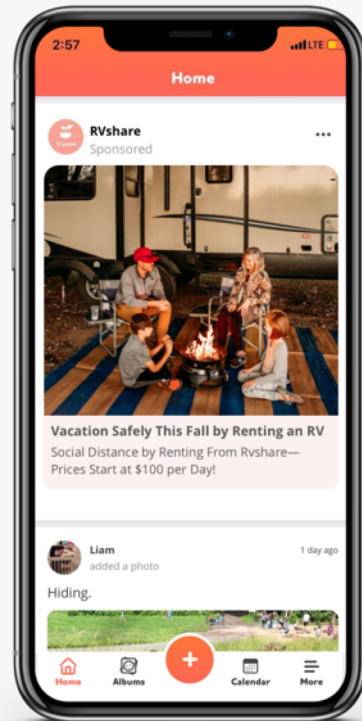 2:57
LTE
Home
RVshare
Sponsored
Vacation Safely This Fall by Renting an RV
Social Distance by Renting From Rvshare—
Prices Start at $100 per Day!
Liam
1 day ago
added a photo
Hiding.
Home
Albums
Calendar
More